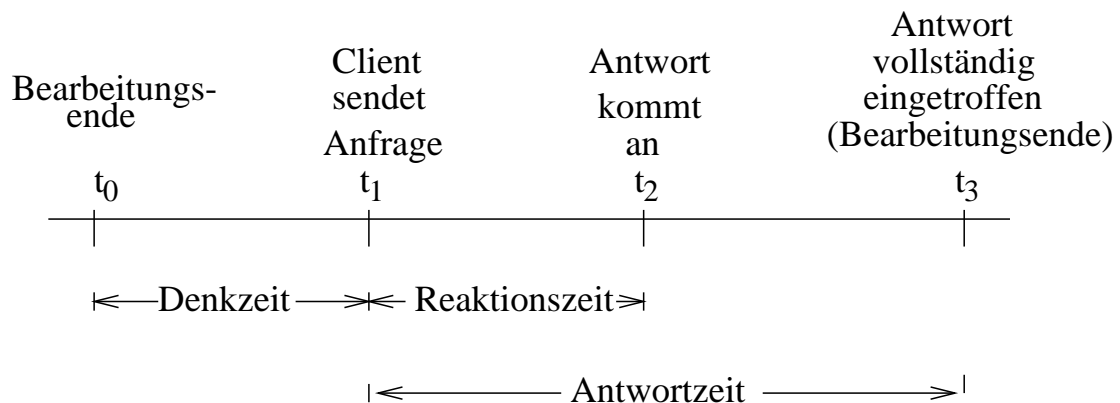 Bearbeitungs-
ende
t0
Client
sendet
Anfrage
t1
Antwort
kommt
an
t2
Antwort
vollständig
eingetroffen
(Bearbeitungsende)
t3
Denkzeit
Reaktionszeit
Antwortzeit